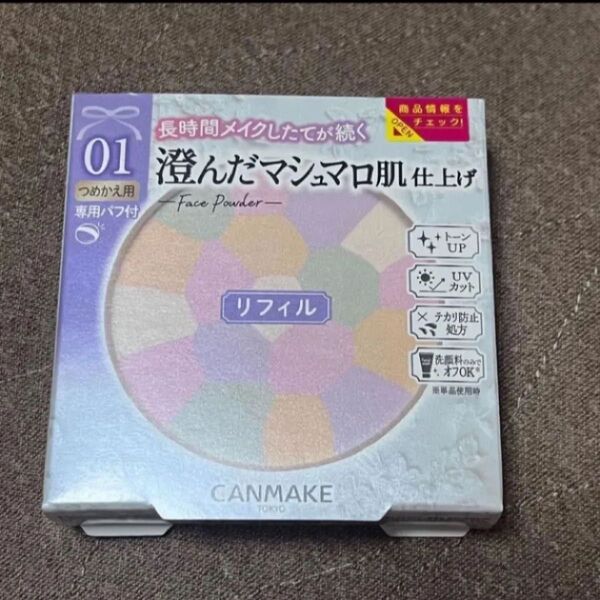 商品情報を
チェック!
OPEN
01
つめかえ用
専用パフ付
長時間メイクしたてが続く
澄んだマシュマロ肌仕上げ
Face Powder
トーン
UP
UV
カット
テカリ防止
処方
洗顔料のみで
オフOK※
※単品使用時
リフィル
CANMAKE
TOKYO